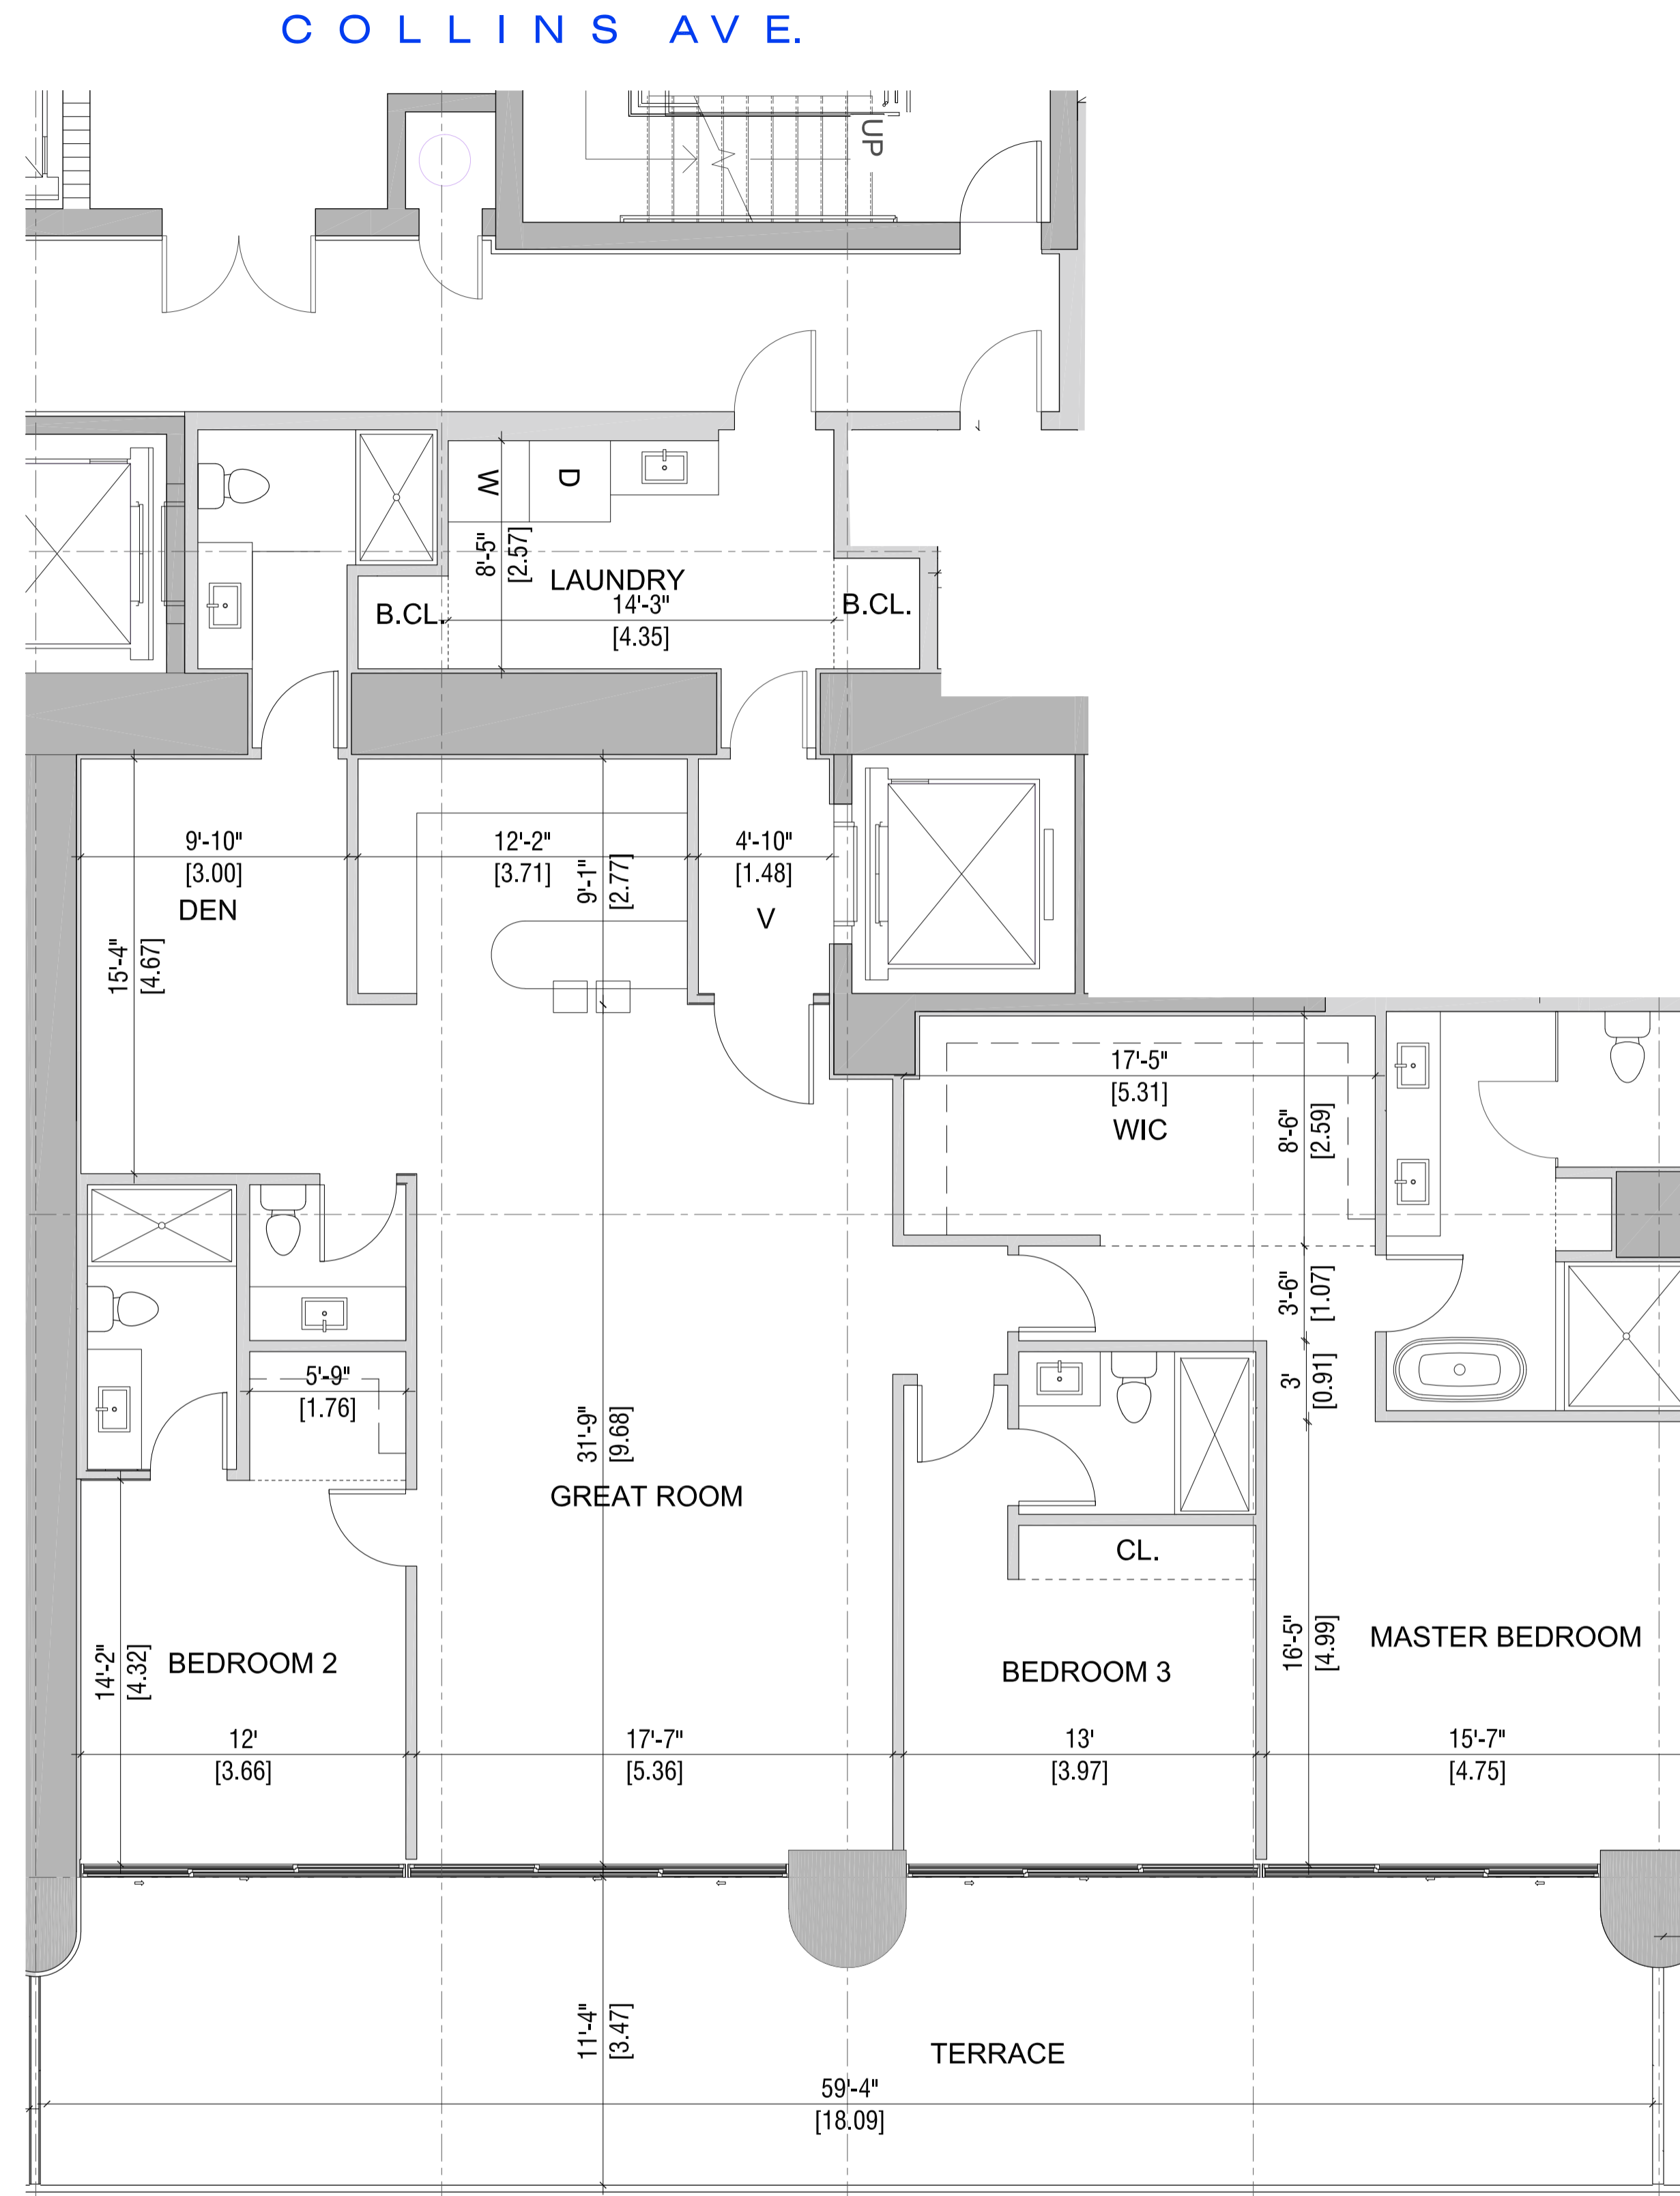 COLLINS AVE.
UP
W
D
8'-5"
[2.57]
LAUNDRY
14'-3"
[4.35]
B.CL.
B.CL.
9'-10"
[3.00]
DEN
12'-2"
[3.71]
9'-1"
[2.77]
4'-10"
[1.48]
V
15'-4"
[4.67]
17'-5"
[5.31]
WIC
8'-6"
[2.59]
3'-6"
[1.07]
3'
[0.91]
5'-9"
[1.76]
31'-9"
[9.68]
GREAT ROOM
CL.
14'-2"
[4.32]
BEDROOM 2
BEDROOM 3
16'-5"
[4.99]
MASTER BEDROOM
12'
[3.66]
17'-7"
[5.36]
13'
[3.97]
15'-7"
[4.75]
11'-4"
[3.47]
TERRACE
59'-4"
[18.09]